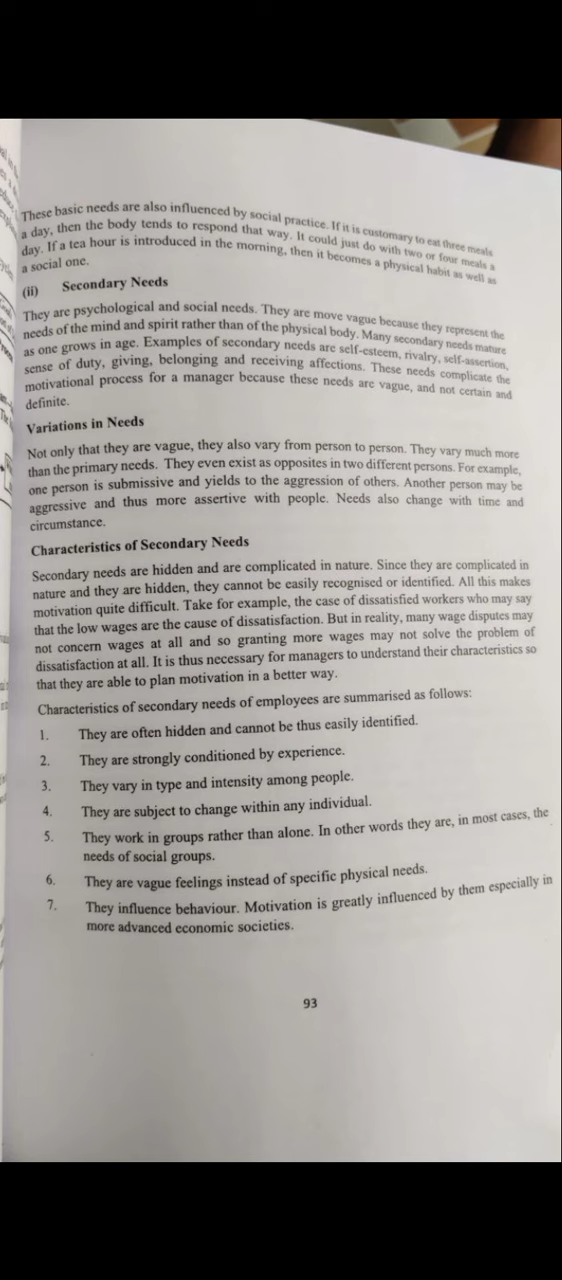 These basic needs are also influenced by social practice. If it is customary to eat three meals
a day, then the body tends to respond that way. It could just do with two or four meals a
day. If a tea hour is introduced in the morning, then it becomes a physical habit as well as
a social one.
(ii) Secondary Needs
They are psychological and social needs. They are move vague because they represent the
needs of the mind and spirit rather than of the physical body. Many secondary needs mature
as one grows in age. Examples of secondary needs are self-esteem, rivalry, self-assertion,
sense of duty, giving, belonging and receiving affections. These needs complicate the
motivational process for a manager because these needs are vague, and not certain and
definite.
Variations in Needs
Not only that they are vague, they also vary from person to person. They vary much more
than the primary needs. They even exist as opposites in two different persons. For example,
one person is submissive and yields to the aggression of others. Another person may be
aggressive and thus more assertive with people. Needs also change with time and
circumstance.
Characteristics of Secondary Needs
Secondary needs are hidden and are complicated in nature. Since they are complicated in
nature and they are hidden, they cannot be easily recognised or identified. All this makes
motivation quite difficult. Take for example, the case of dissatisfied workers who may say
that the low wages are the cause of dissatisfaction. But in reality, many wage disputes may
not concern wages at all and so granting more wages may not solve the problem of
dissatisfaction at all. It is thus necessary for managers to understand their characteristics so
that they are able to plan motivation in a better way.
Characteristics of secondary needs of employees are summarised as follows:
1. They are often hidden and cannot be thus easily identified.
2. They are strongly conditioned by experience.
3. They vary in type and intensity among people.
4. They are subject to change within any individual.
5. They work in groups rather than alone. In other words they are, in most cases, the
needs of social groups.
6. They are vague feelings instead of specific physical needs.
7. They influence behaviour. Motivation is greatly influenced by them especially in
more advanced economic societies.
93